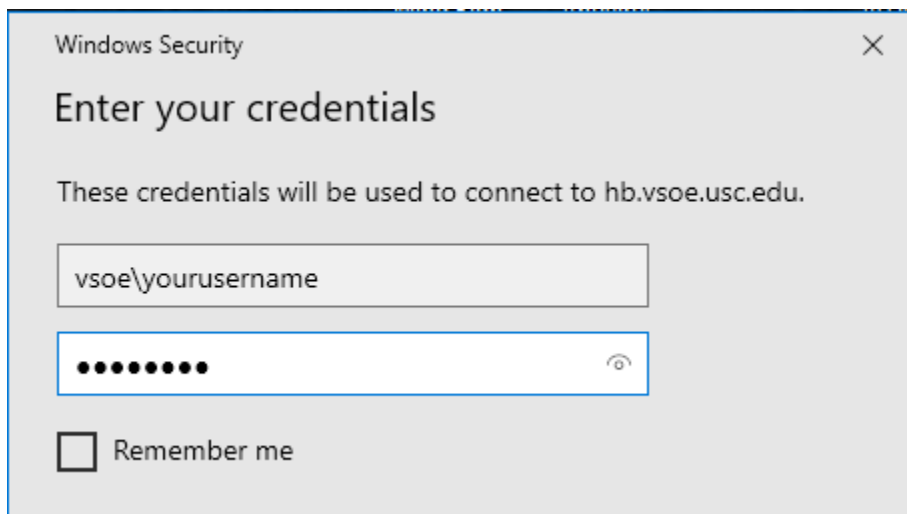 Windows Security
Enter your credentials
These credentials will be used to connect to hb.vsoe.usc.edu.
vsoe\yourusername
••••••••
Remember me